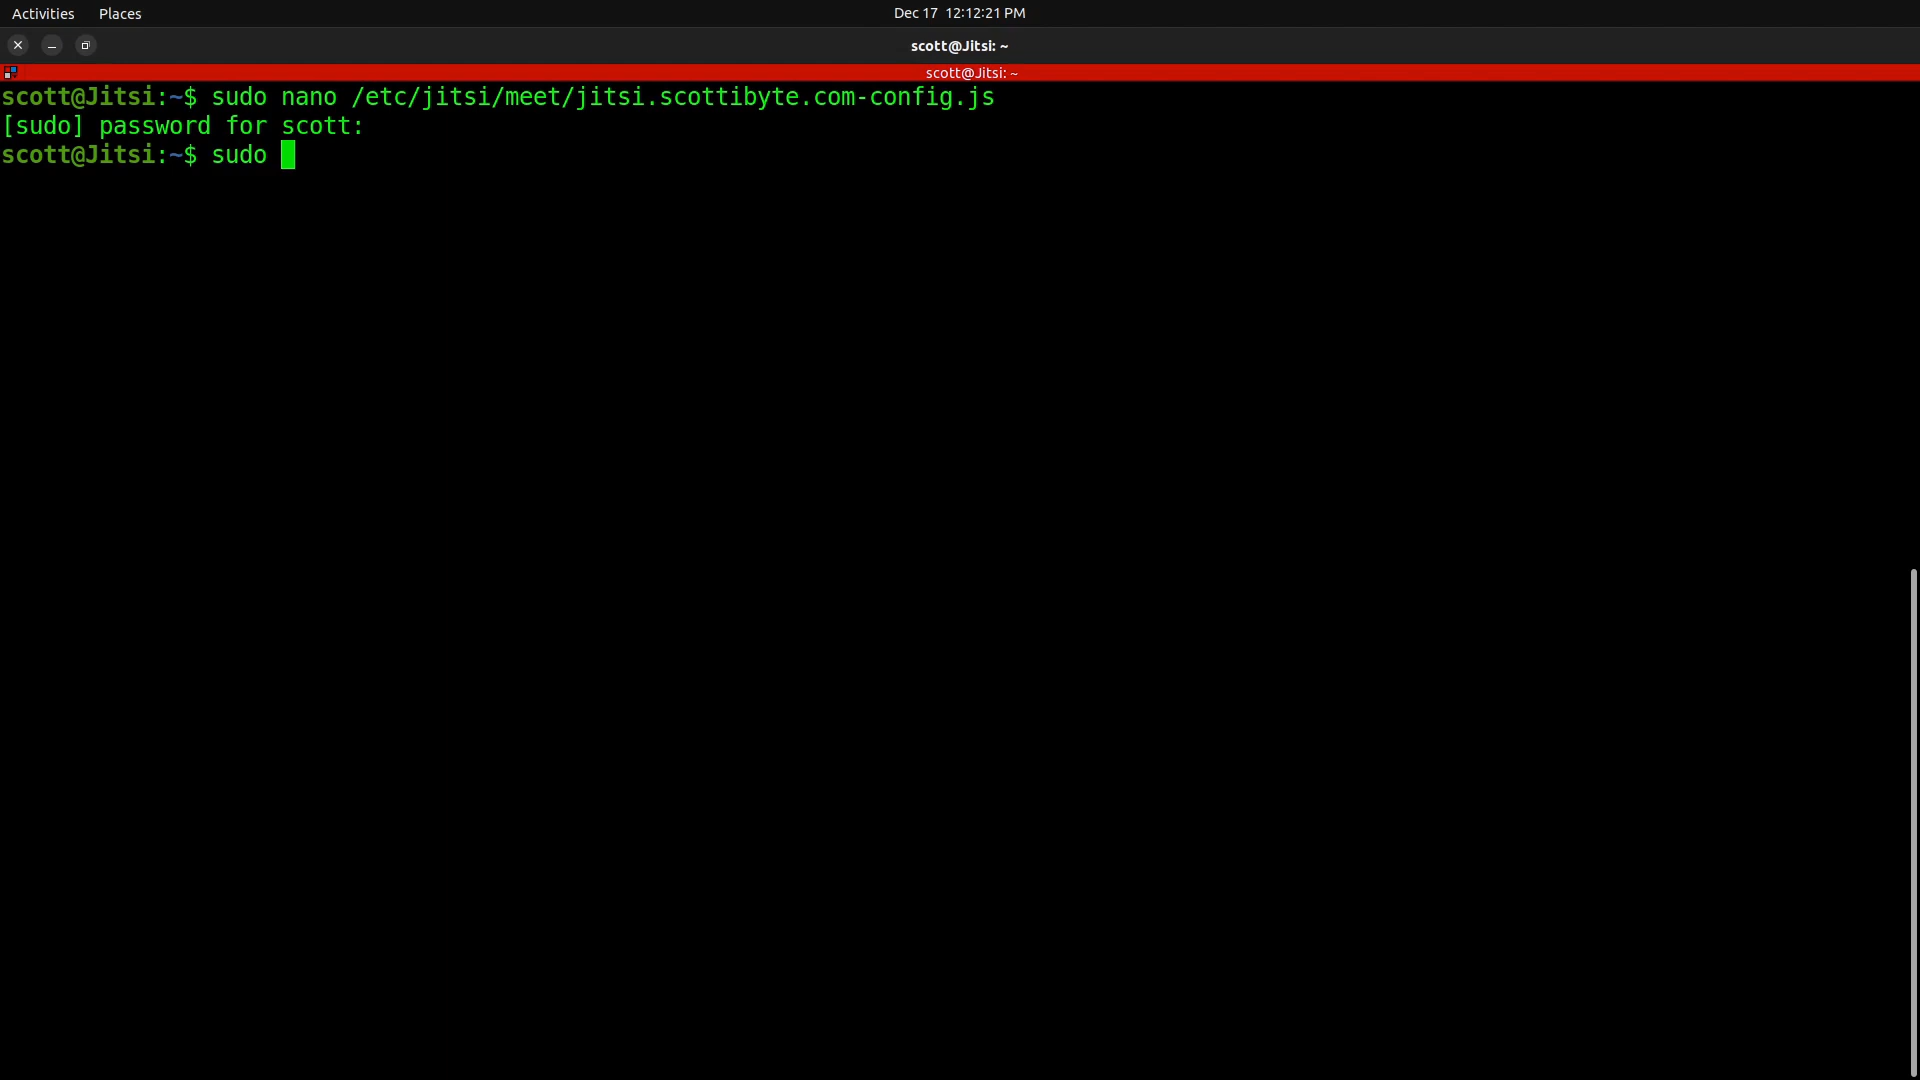 Activities Places Dec 17 12:12:21 PM
scott@Jitsi: ~
scott@Jitsi: ~
scott@Jitsi:~$ sudo nano /etc/jitsi/meet/jitsi.scottibyte.com-config.js
[sudo] password for scott:
scott@Jitsi:~$ sudo